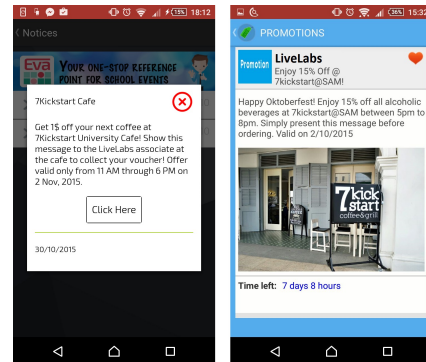 15% 18:12
Notices
EVA YOUR ONE-STOP REFERENCE
POINT FOR SCHOOL EVENTS
7Kickstart Cafe
Get 1$ off your next coffee at
7Kickstart University Cafe! Show this
message to the LiveLabs associate at
the cafe to collect your voucher! Offer
valid only from 11 AM through 6 PM on
2 Nov, 2015.
Click Here
30/10/2015
36% 15:32
PROMOTIONS
Promotion
LiveLabs
Enjoy 15% Off @
7kickstart@SAM!
Happy Oktoberfest! Enjoy 15% off all alcoholic
beverages at 7kickstart@SAM between 5pm to
8pm. Simply present this message before
ordering. Valid on 2/10/2015
7 kick
start
coffee&grill
Time left: 7 days 8 hours